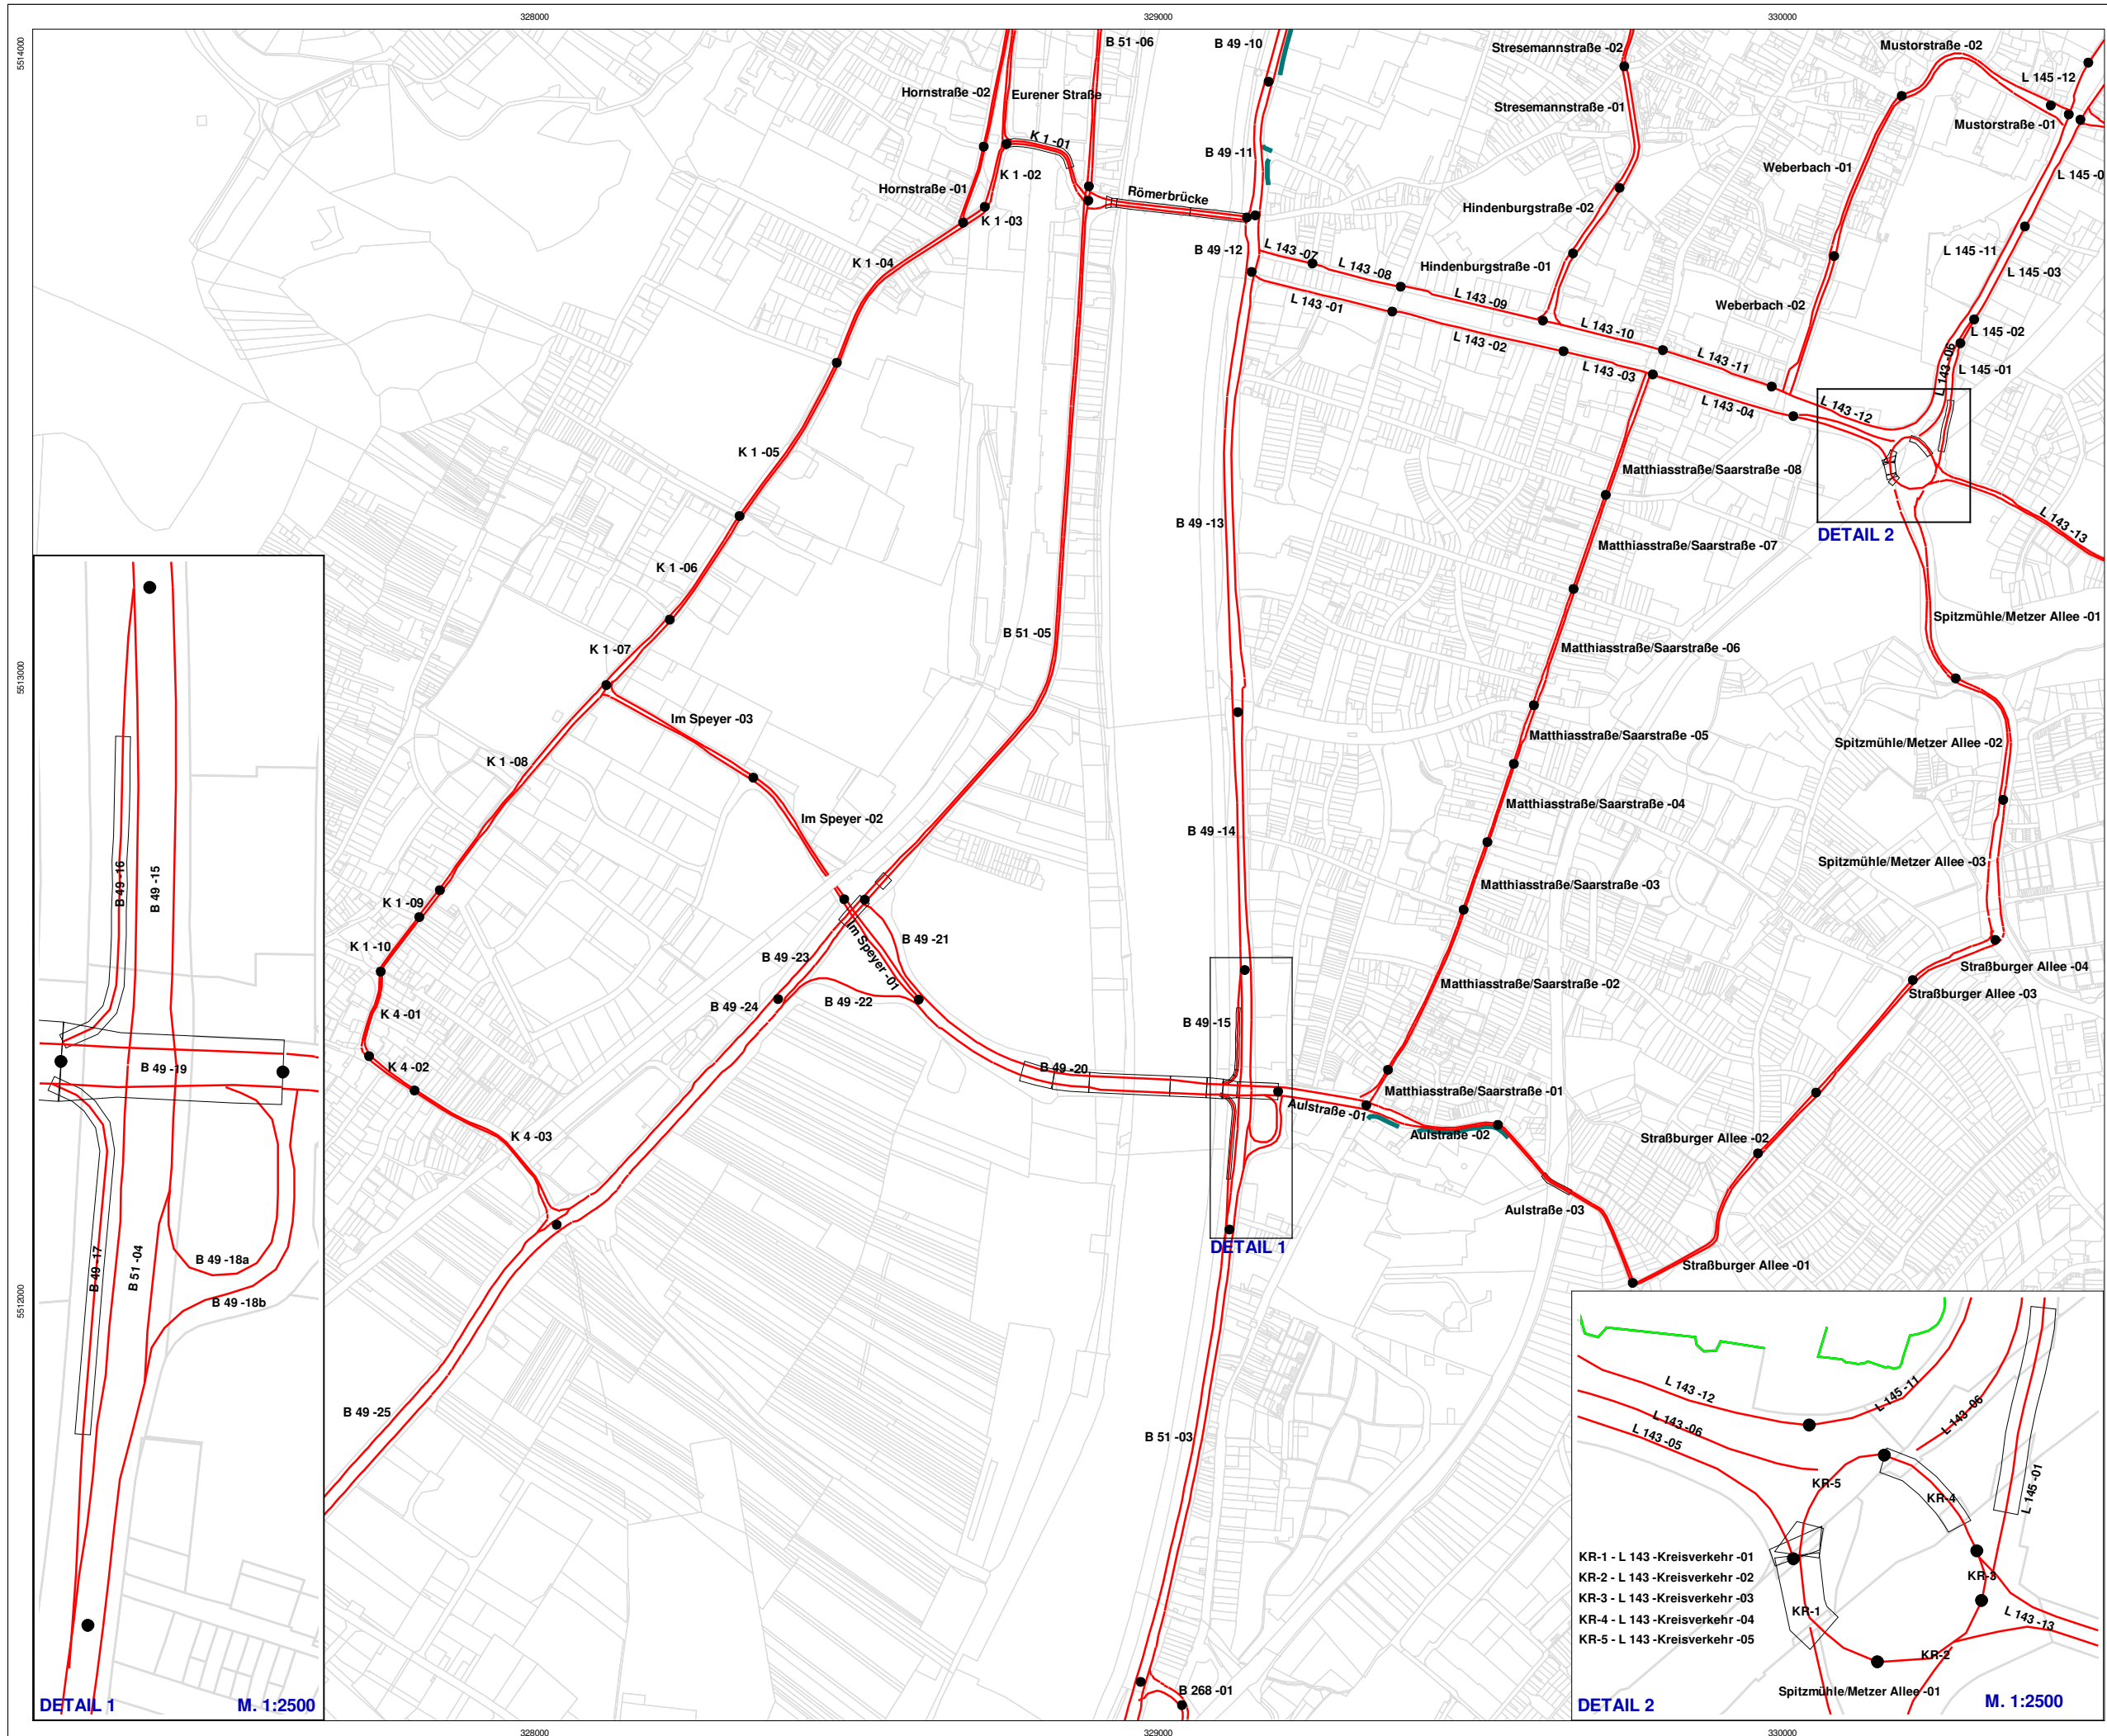 328000
329000
330000
5514000
5513000
5512000
B 51 -06
B 49 -10
Stresemannstraße -02
Mustorstraße -02
L 145 -12
Hornstraße -02
Eurener Straße
Stresemannstraße -01
Mustorstraße -01
K 1 -01
B 49 -11
K 1 -02
Weberbach -01
L 145 -0
Hornstraße -01
Römerbrücke
Hindenburgstraße -02
K 1 -03
B 49 -12
L 143 -07
L 145 -11
K 1 -04
L 143 -08
Hindenburgstraße -01
L 145 -03
L 143 -01
L 143 -09
Weberbach -02
L 143 -10
L 145 -02
L 143 -02
L 143 -11
L 143 -06
L 145 -01
L 143 -03
L 143 -04
L 143 -12
K 1 -05
Matthiasstraße/Saarstraße -08
B 49 -13
L 143 -13
DETAIL 2
Matthiasstraße/Saarstraße -07
K 1 -06
Spitzmühle/Metzer Allee -01
B 51 -05
K 1 -07
Matthiasstraße/Saarstraße -06
Im Speyer -03
Matthiasstraße/Saarstraße -05
Spitzmühle/Metzer Allee -02
K 1 -08
Im Speyer -02
Matthiasstraße/Saarstraße -04
B 49 -14
Spitzmühle/Metzer Allee -03
B 49 -16
B 49 -15
Matthiasstraße/Saarstraße -03
K 1 -09
B 49 -21
Im Speyer -01
K 1 -10
B 49 -23
Straßburger Allee -04
Matthiasstraße/Saarstraße -02
Straßburger Allee -03
B 49 -22
B 49 -24
K 4 -01
B 49 -15
B 49 -19
K 4 -02
B 49 -20
Matthiasstraße/Saarstraße -01
Aulstraße -01
K 4 -03
Aulstraße -02
Straßburger Allee -02
Aulstraße -03
B 49 -17
B 51 -04
B 49 -18a
DETAIL 1
Straßburger Allee -01
B 49 -18b
L 143 -12
L 145 -11
B 49 -25
L 143 -06
L 143 -06
L 143 -05
B 51 -03
KR-5
KR-4
L 145 -01
KR-1 - L 143 -Kreisverkehr -01
KR-2 - L 143 -Kreisverkehr -02
KR-3 - L 143 -Kreisverkehr -03
KR-4 - L 143 -Kreisverkehr -04
KR-5 - L 143 -Kreisverkehr -05
KR-3
KR-1
L 143 -13
KR-2
B 268 -01
Spitzmühle/Metzer Allee -01
DETAIL 1
M. 1:2500
DETAIL 2
M. 1:2500
328000
329000
330000